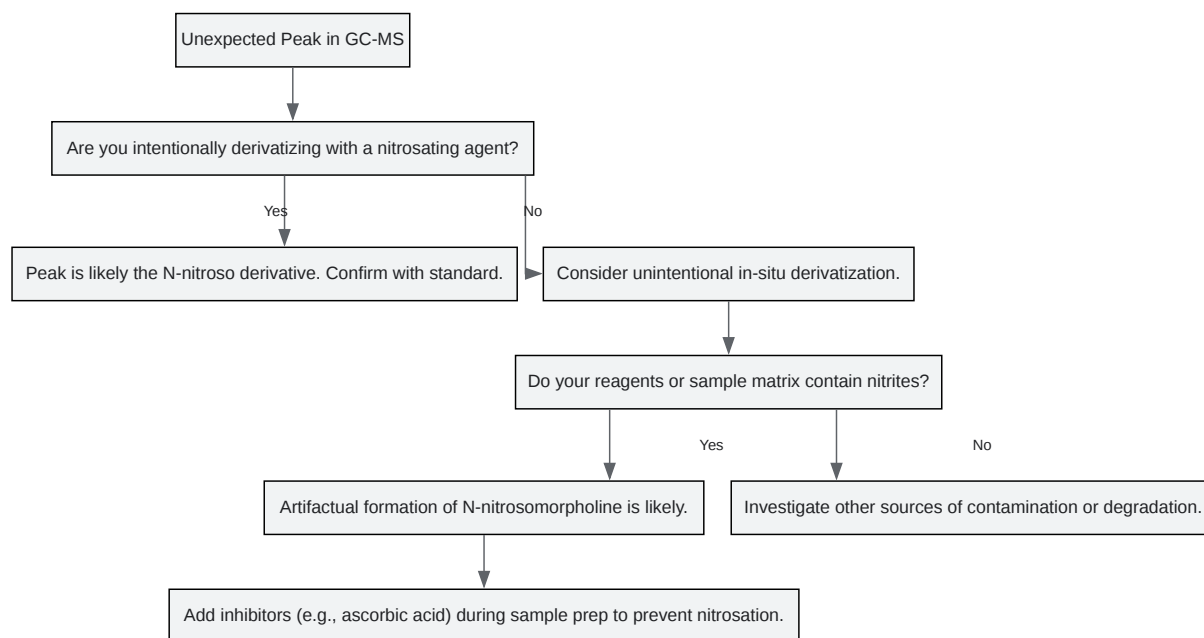 Unexpected Peak in GC-MS
Are you intentionally derivatizing with a nitrosating agent?
Yes
No
Peak is likely the N-nitroso derivative. Confirm with standard.
Consider unintentional in-situ derivatization.
Do your reagents or sample matrix contain nitrites?
Yes
No
Artifactual formation of N-nitrosomorpholine is likely.
Investigate other sources of contamination or degradation.
Add inhibitors (e.g., ascorbic acid) during sample prep to prevent nitrosation.